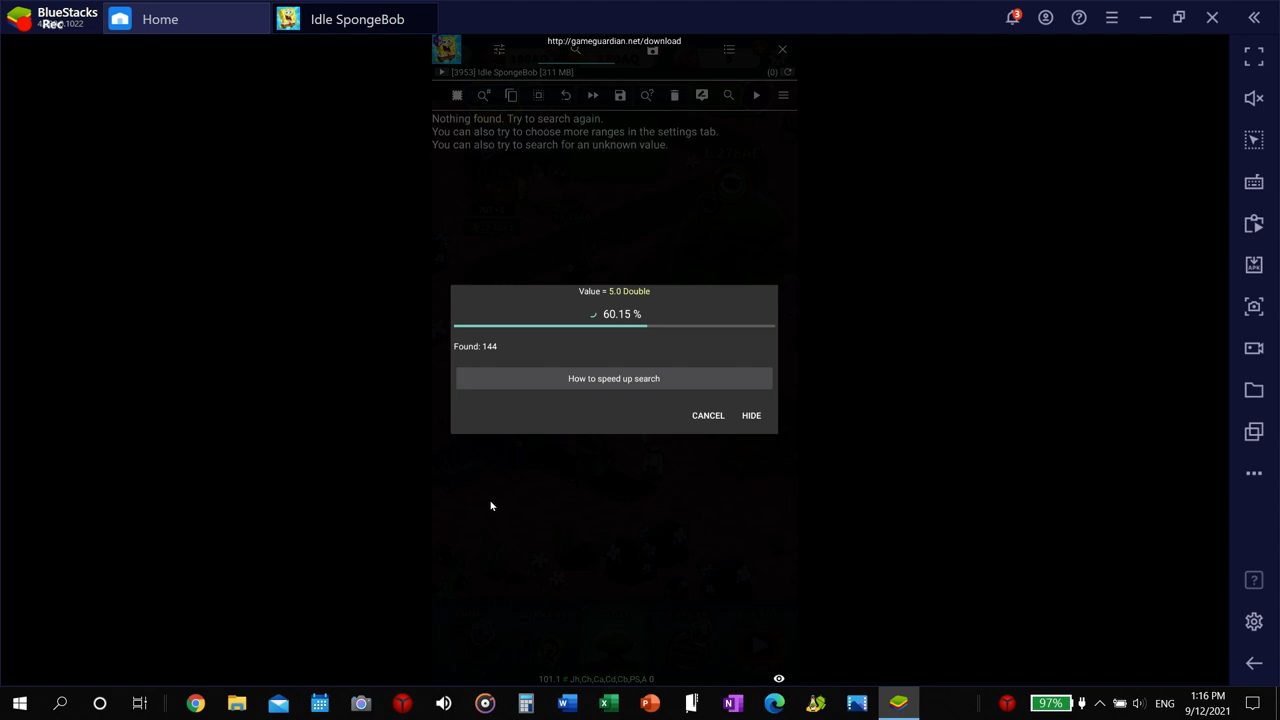 BlueStacks
Rec
Home
Idle SpongeBob
3
http://gameguardian.net/download
[3953] Idle SpongeBob [311 MB]
(0)
Nothing found. Try to search again.
You can also try to choose more ranges in the settings tab.
You can also try to search for an unknown value.
Value = 5.0 Double
60.15 %
Found: 144
How to speed up search
CANCEL
HIDE
101.1 # Jh,Ch,Ca,Cd,Cb,PS,A 0
97%
ENG
1:16 PM
9/12/2021